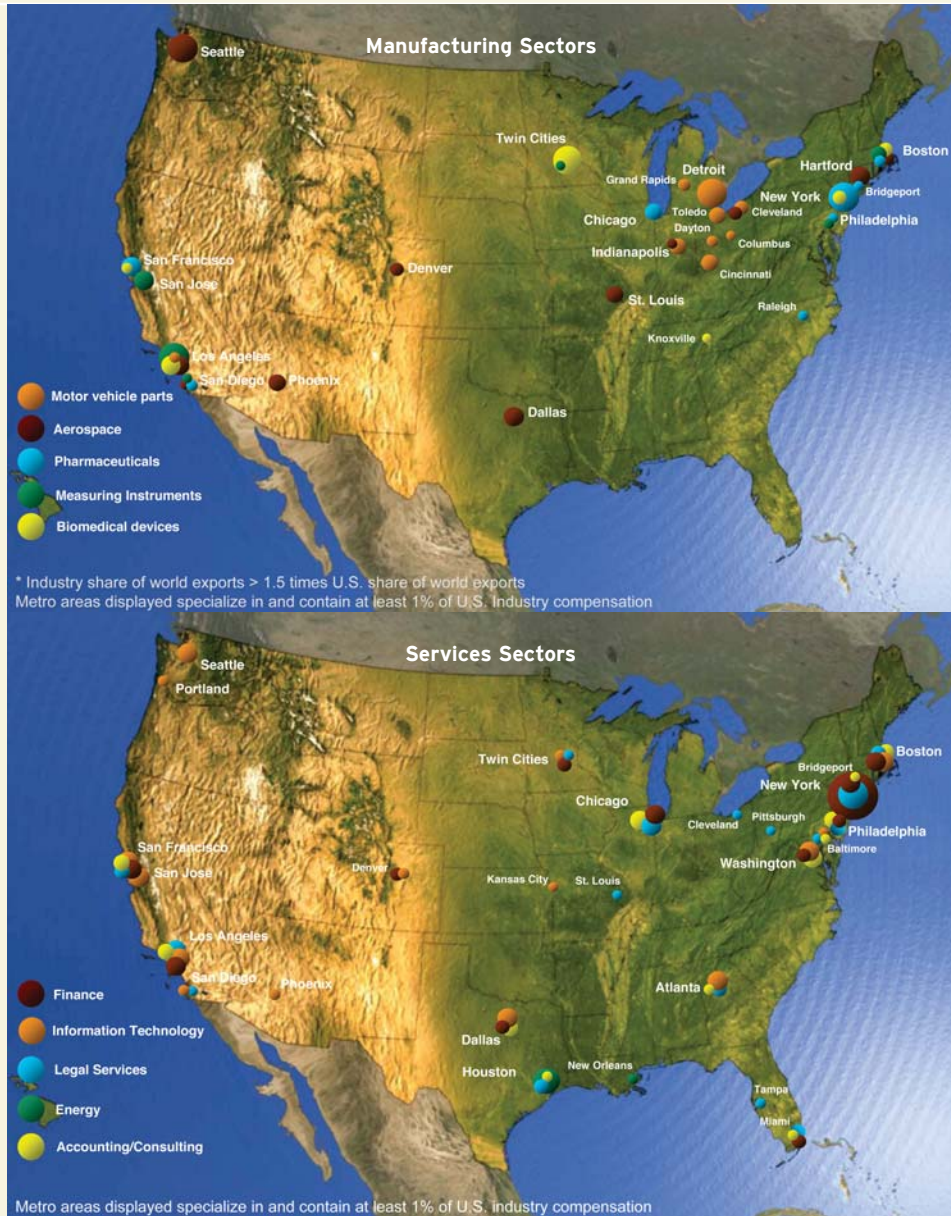 Manufacturing Sectors
Seattle
Twin Cities
Boston
Hartford
Detroit
Grand Rapids
Bridgeport
New York
Chicago
Toledo
Cleveland
Philadelphia
Dayton
Columbus
Indianapolis
San Francisco
Denver
Cincinnati
San Jose
St. Louis
Raleigh
Knoxville
Los Angeles
San Diego
Phoenix
Dallas
Motor vehicle parts
Aerospace
Pharmaceuticals
Measuring Instruments
Biomedical devices
* Industry share of world exports > 1.5 times U.S. share of world exports
Metro areas displayed specialize in and contain at least 1% of U.S. Industry compensation
Services Sectors
Seattle
Portland
Boston
Twin Cities
Bridgeport
New York
Chicago
Cleveland
Pittsburgh
Philadelphia
San Francisco
Baltimore
Washington
San Jose
Denver
Kansas City
St. Louis
Los Angeles
San Diego
Phoenix
Atlanta
Dallas
Houston
New Orleans
Tampa
Miami
Finance
Information Technology
Legal Services
Energy
Accounting/Consulting
Metro areas displayed specialize in and contain at least 1% of U.S. industry compensation